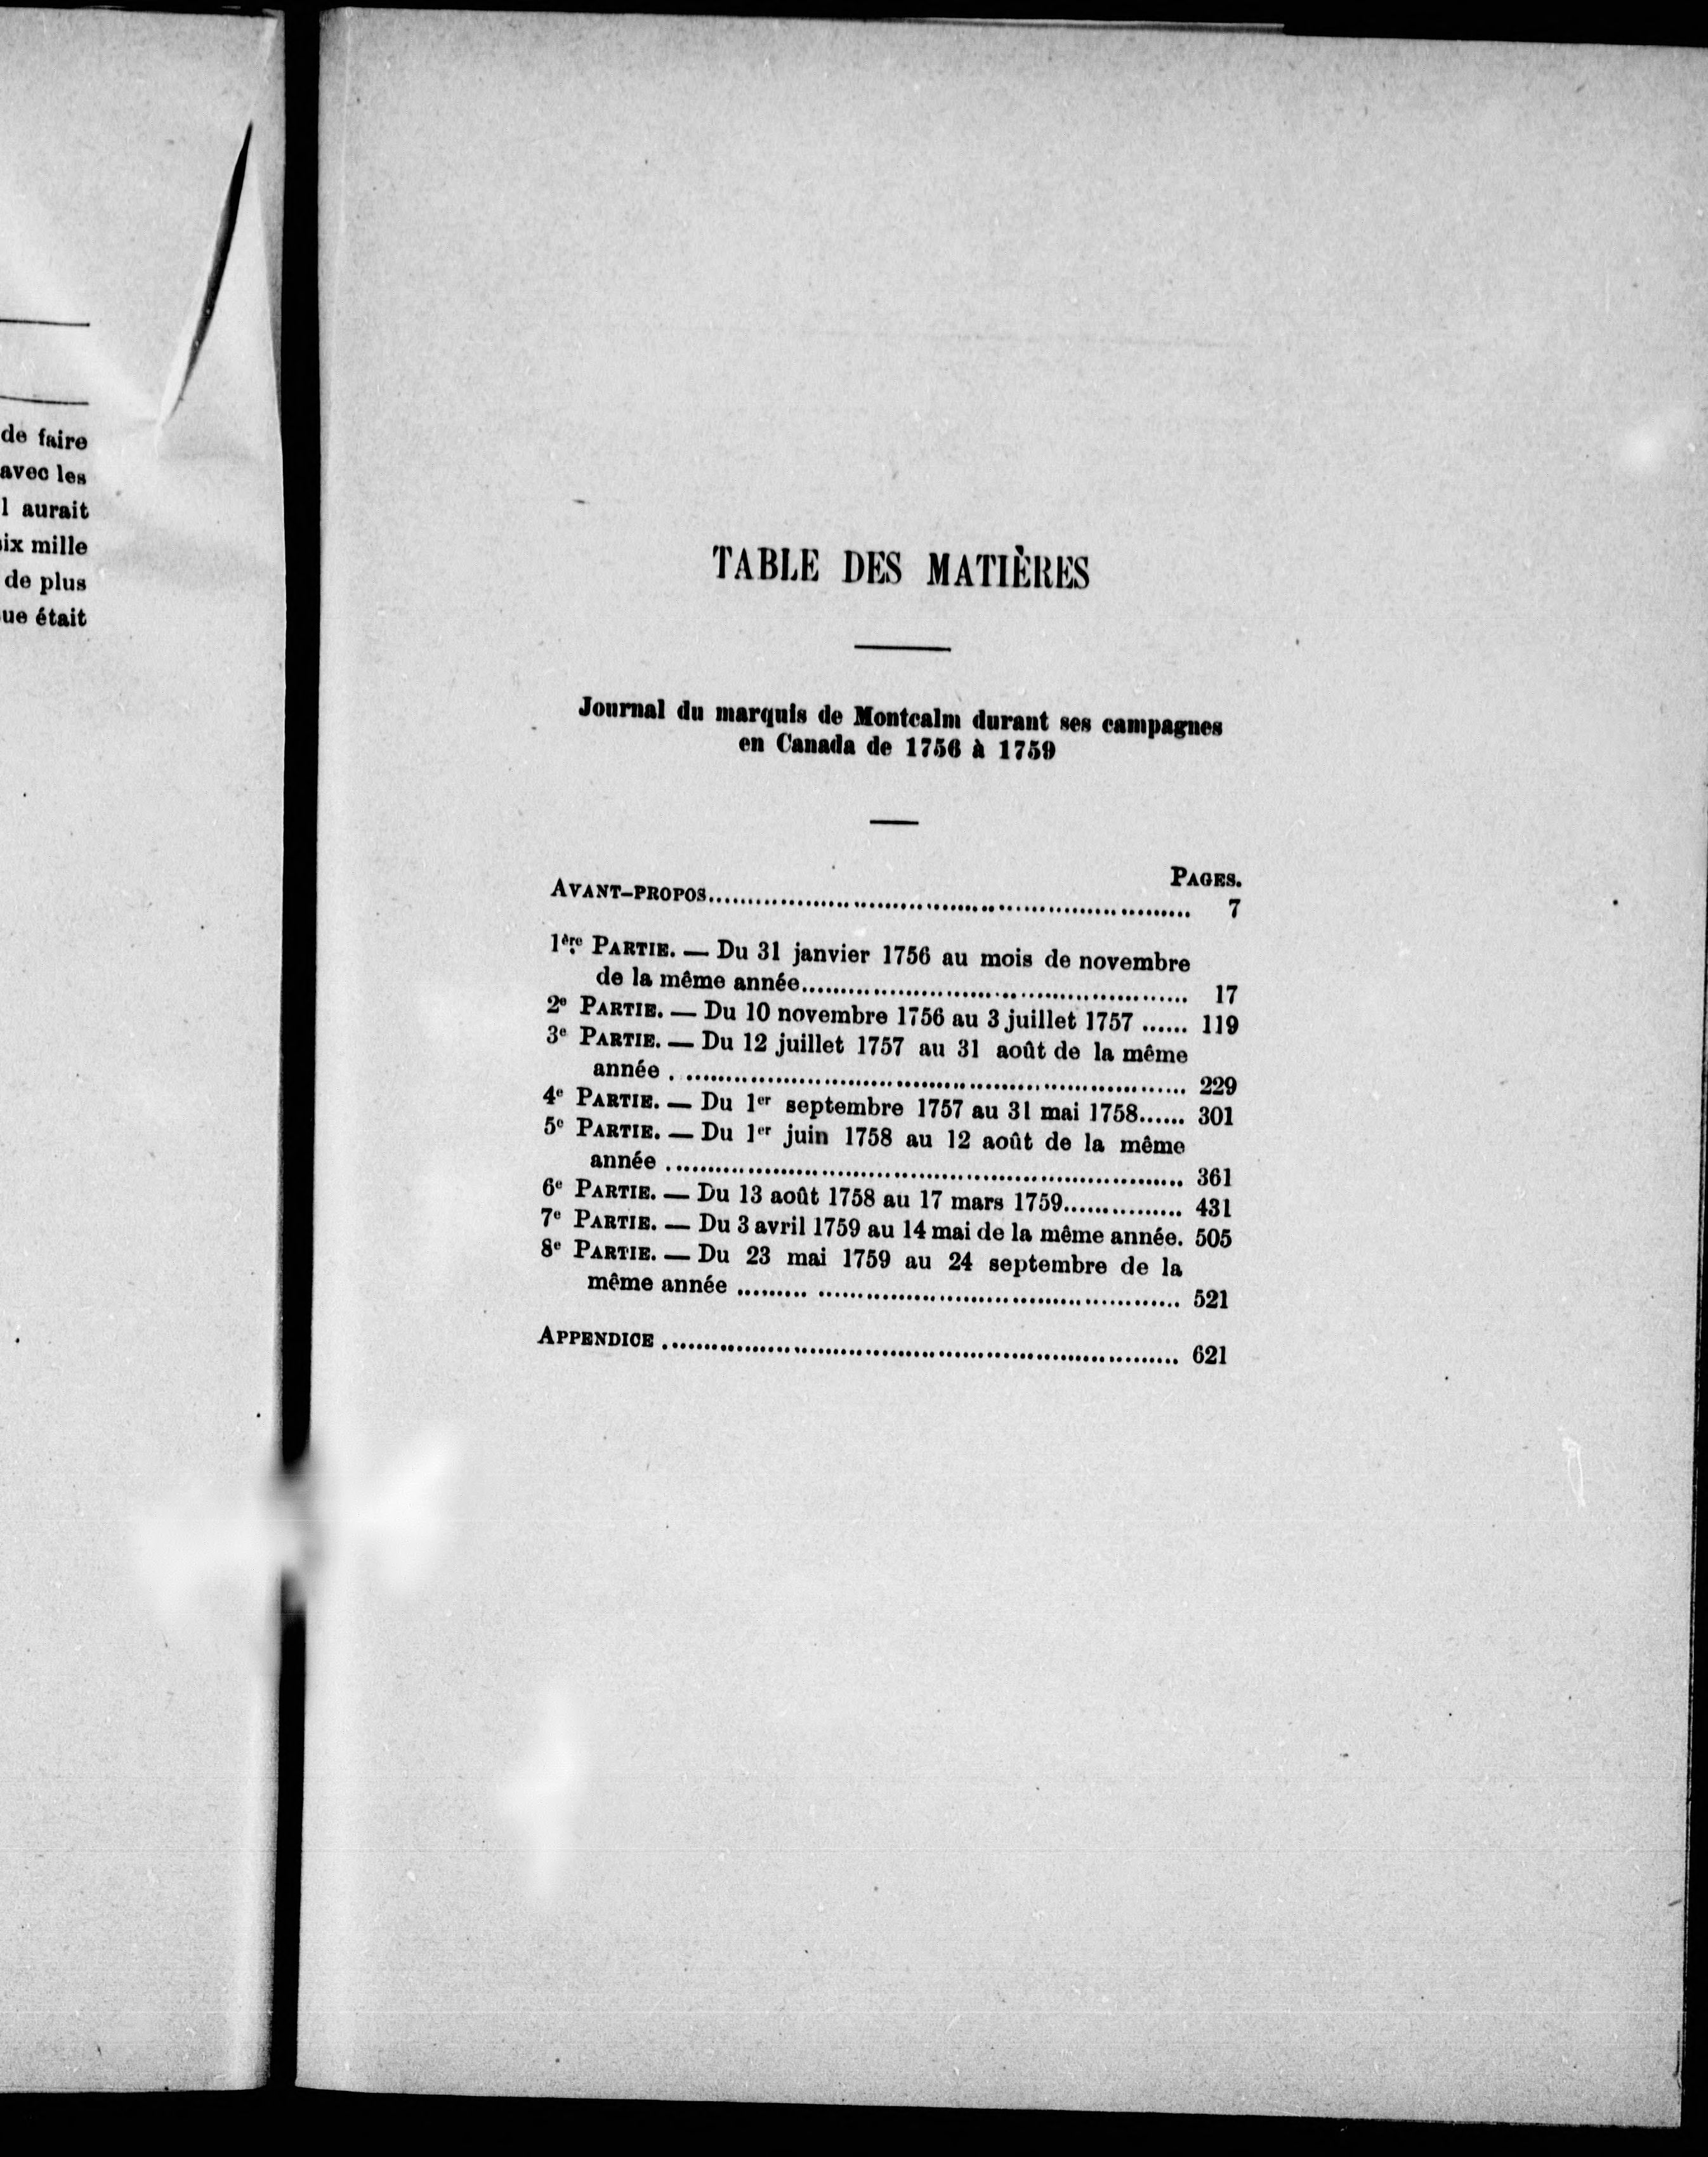 de faire
avec les
l aurait
ix mille
de plus
ue était
TABLE DES MATIÈRES
Journal du marquis de Montcalm durant ses campagnes
en Canada de 1756 à 1759
PAGES.
AVANT-PROPOS........................................................ 7
1ère PARTIE. — Du 31 janvier 1756 au mois de novembre
de la même année............................................... 17
2e PARTIE. — Du 10 novembre 1756 au 3 juillet 1757 ...... 119
3e PARTIE. — Du 12 juillet 1757 au 31 août de la même
année . ............................................................ 229
4e PARTIE. — Du 1er septembre 1757 au 31 mai 1758...... 301
5e PARTIE. — Du 1er juin 1758 au 12 août de la même
année ............................................................... 361
6e PARTIE. — Du 13 août 1758 au 17 mars 1759............... 431
7e PARTIE. — Du 3 avril 1759 au 14 mai de la même année. 505
8e PARTIE. — Du 23 mai 1759 au 24 septembre de la
même année ......... ............................................. 521
APPENDICE ............................................................... 621